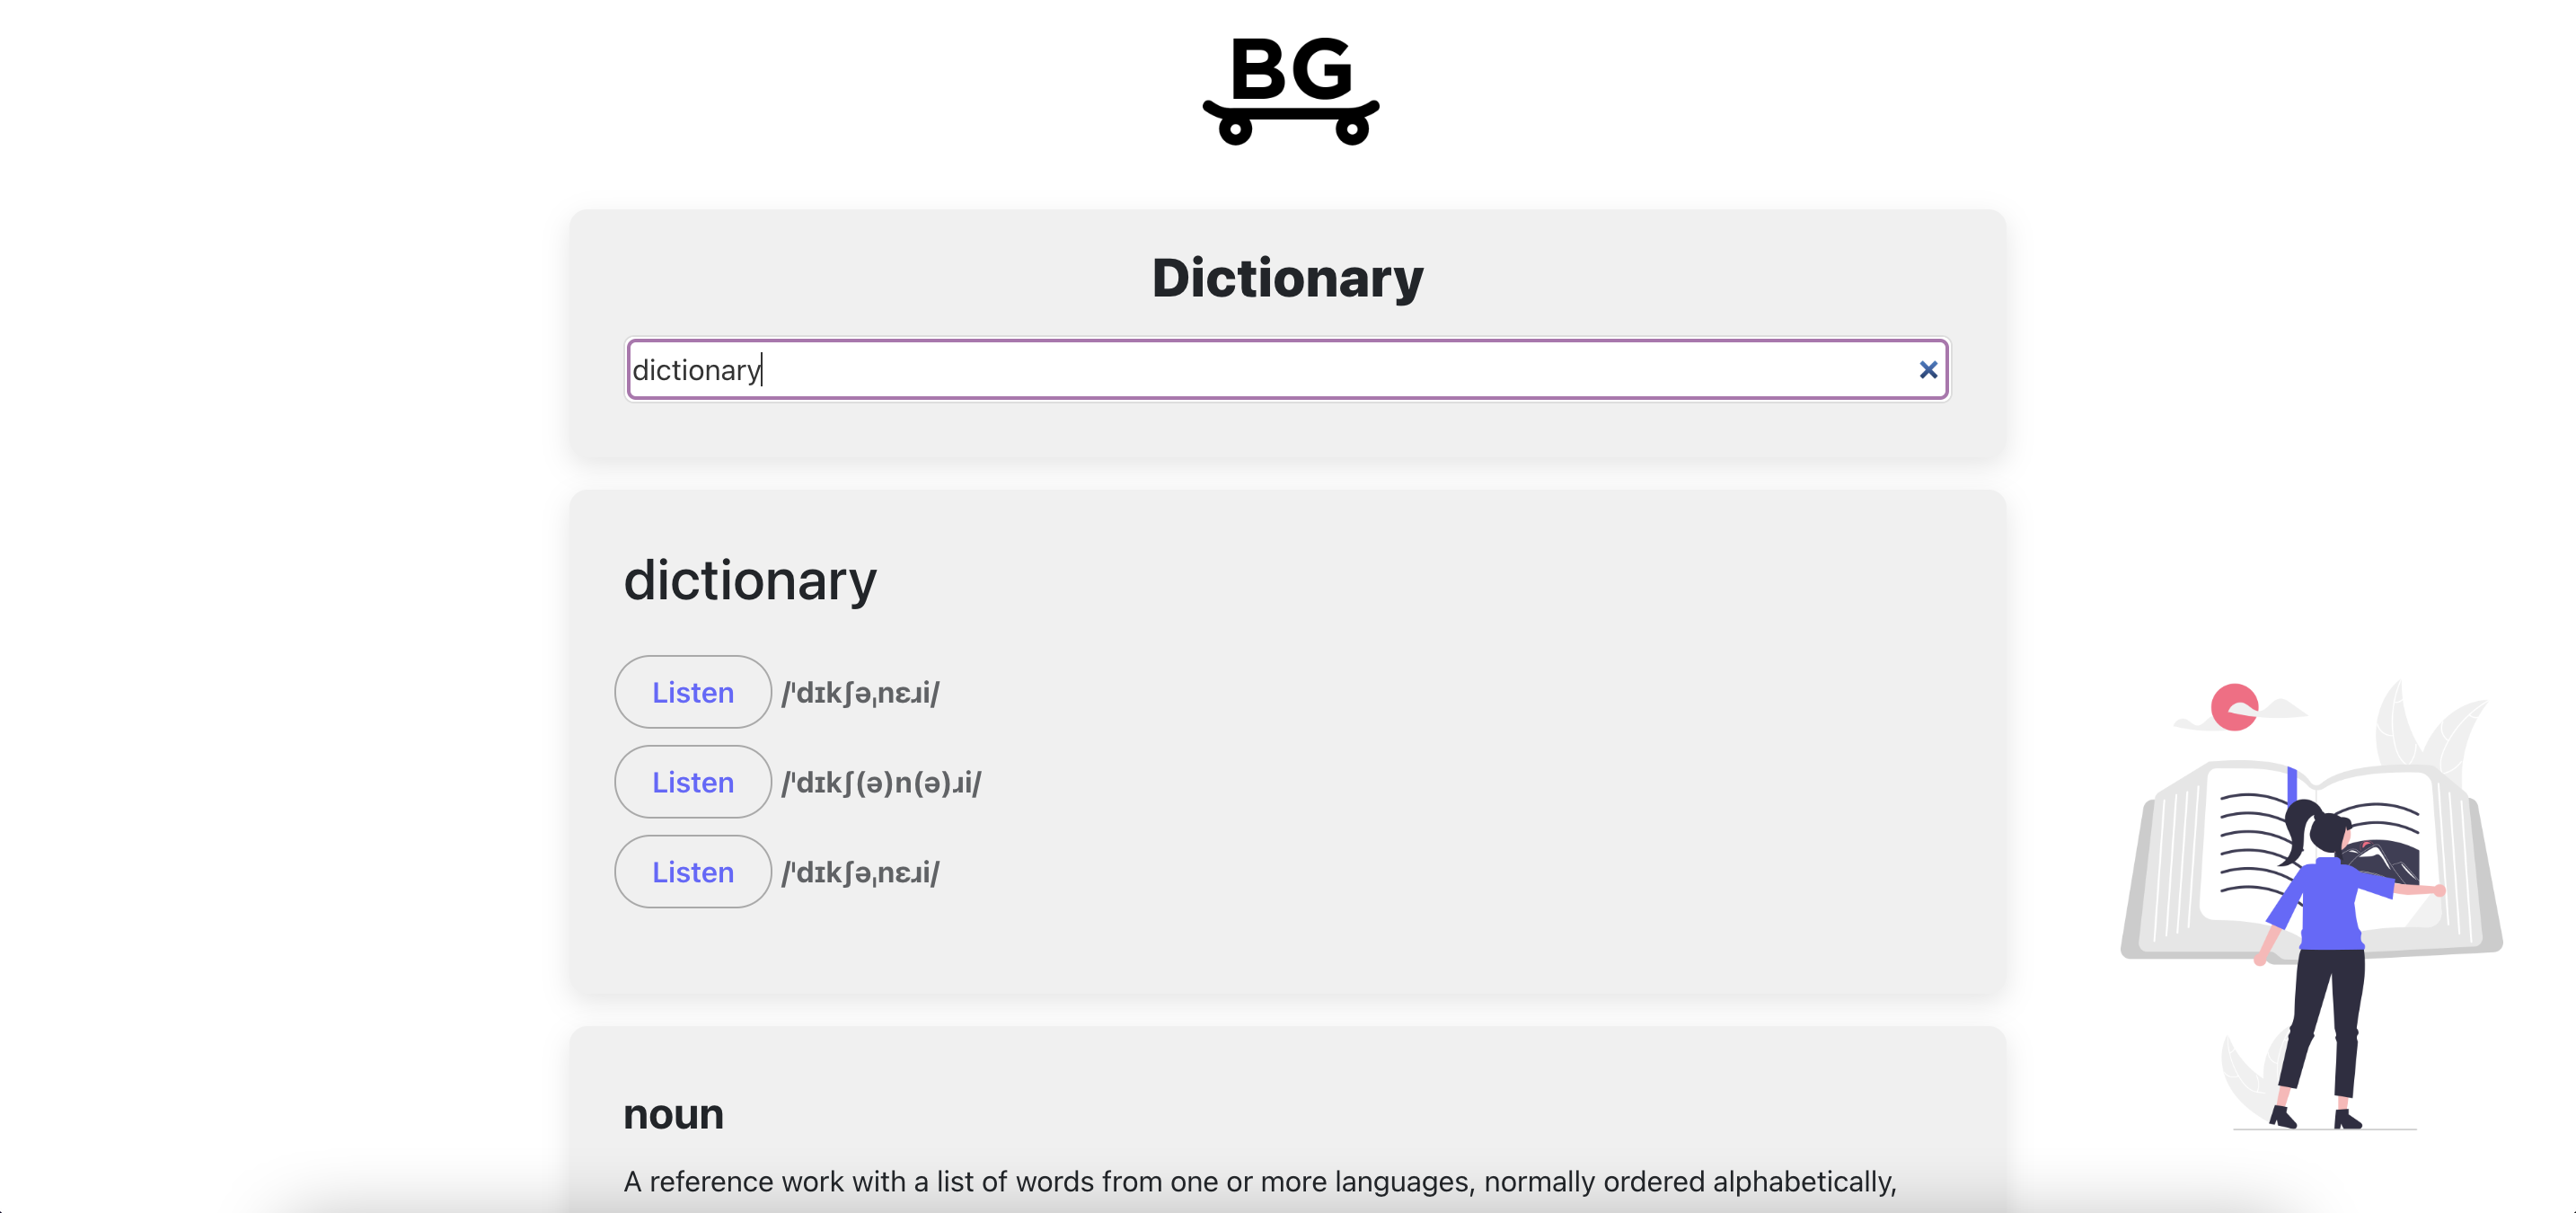 BG
Dictionary
dictionary
dictionary
Listen /ˈdɪkʃəˌnɛɹi/
Listen /ˈdɪkʃ(ə)n(ə)ɹi/
Listen /ˈdɪkʃəˌnɛɹi/
noun
A reference work with a list of words from one or more languages, normally ordered alphabetically,